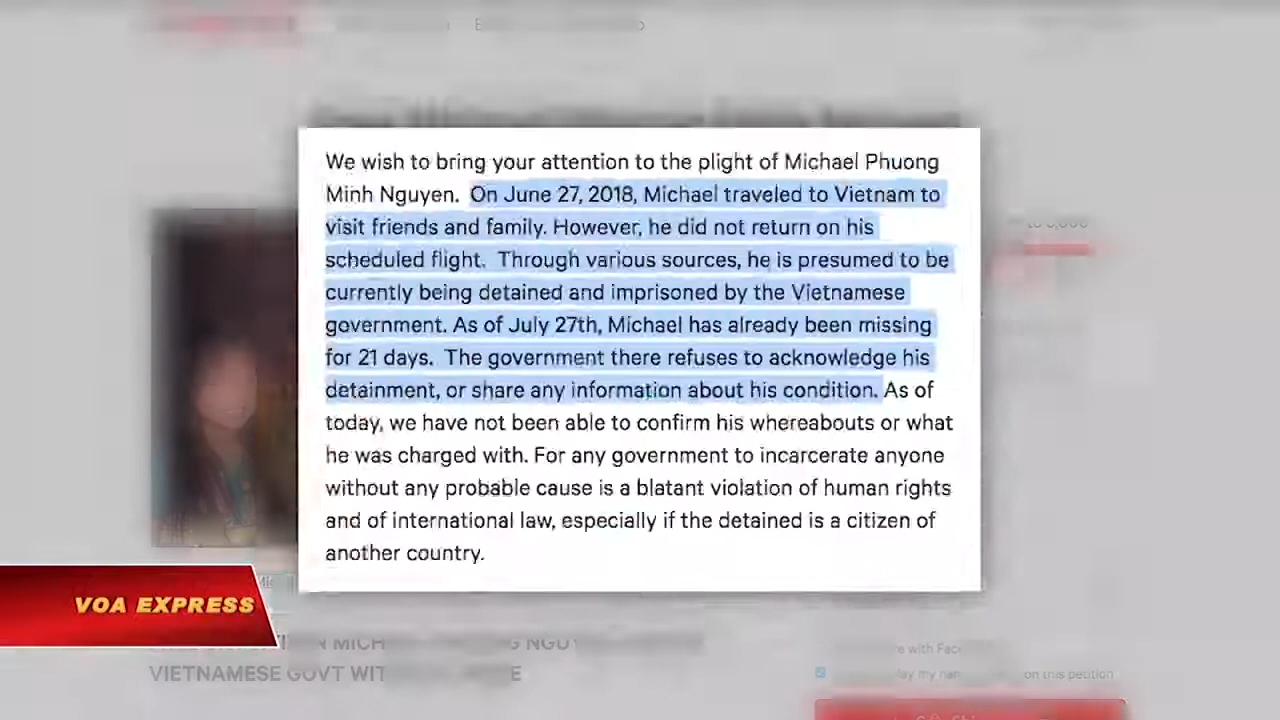 We wish to bring your attention to the plight of Michael Phuong
Minh Nguyen. On June 27, 2018, Michael traveled to Vietnam to
visit friends and family. However, he did not return on his
scheduled flight. Through various sources, he is presumed to be
currently being detained and imprisoned by the Vietnamese
government. As of July 27th, Michael has already been missing
for 21 days. The government there refuses to acknowledge his
detainment, or share any information about his condition. As of
today, we have not been able to confirm his whereabouts or what
he was charged with. For any government to incarcerate anyone
without any probable cause is a blatant violation of human rights
and of international law, especially if the detained is a citizen of
another country.
VOA EXPRESS
VIETNAMESE GOVT
on this petition